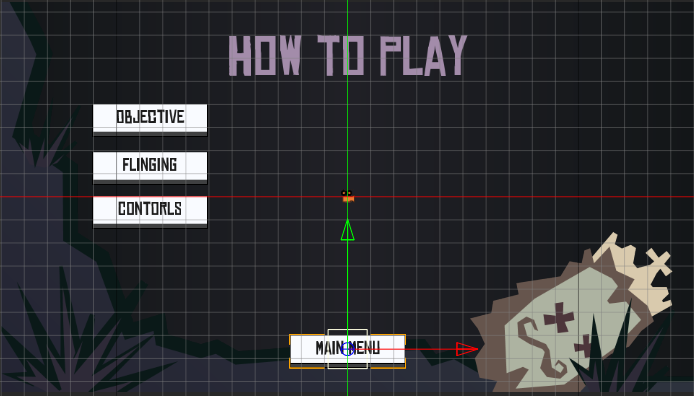 HOW TO PLAY
OBJECTIVE
FLINGING
CONTORLS
MAIN MENU